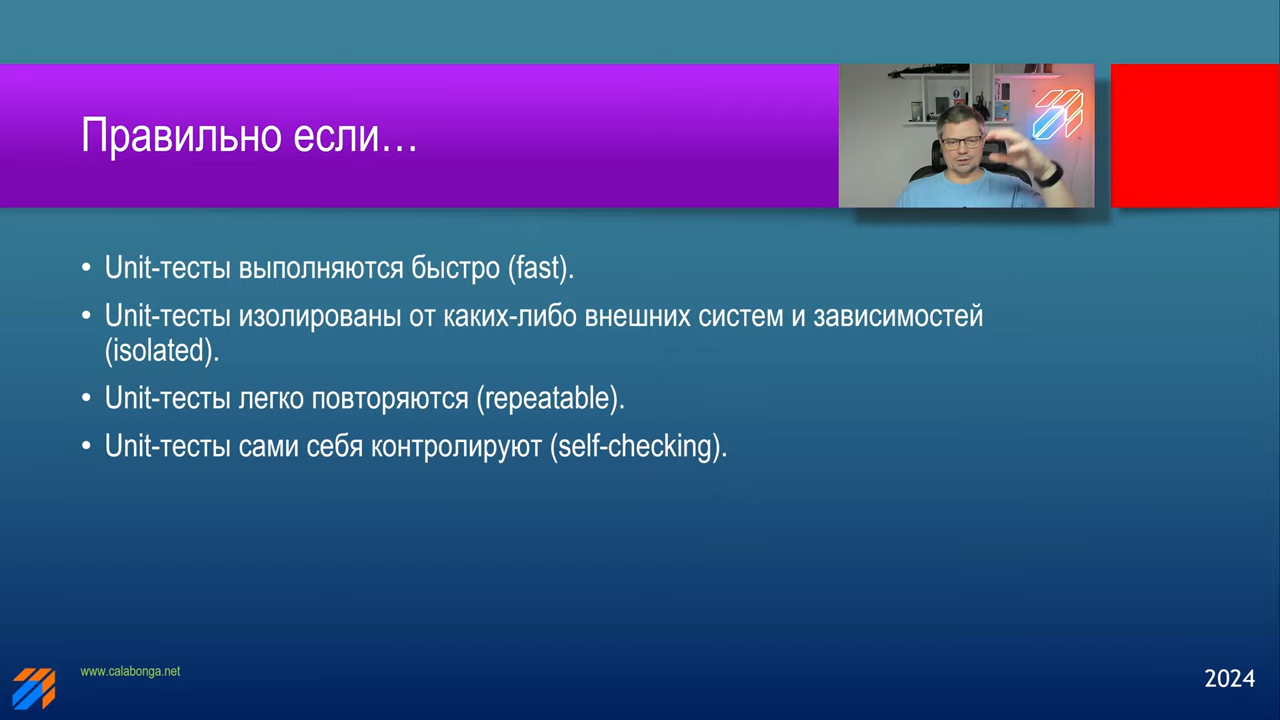 Правильно если…
• Unit-тесты выполняются быстро (fast).
• Unit-тесты изолированы от каких-либо внешних систем и зависимостей
(isolated).
• Unit-тесты легко повторяются (repeatable).
• Unit-тесты сами себя контролируют (self-checking).
www.calabonga.net
2024